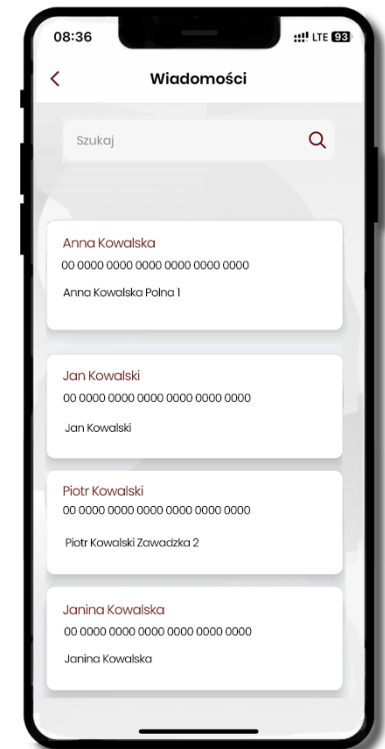 08:36 LTE 93
Wiadomości
Szukaj
Anna Kowalska
00 0000 0000 0000 0000 0000 0000
Anna Kowalska Polna 1
Jan Kowalski
00 0000 0000 0000 0000 0000 0000
Jan Kowalski
Piotr Kowalski
00 0000 0000 0000 0000 0000 0000
Piotr Kowalski Zawadzka 2
Janina Kowalska
00 0000 0000 0000 0000 0000 0000
Janina Kowalska